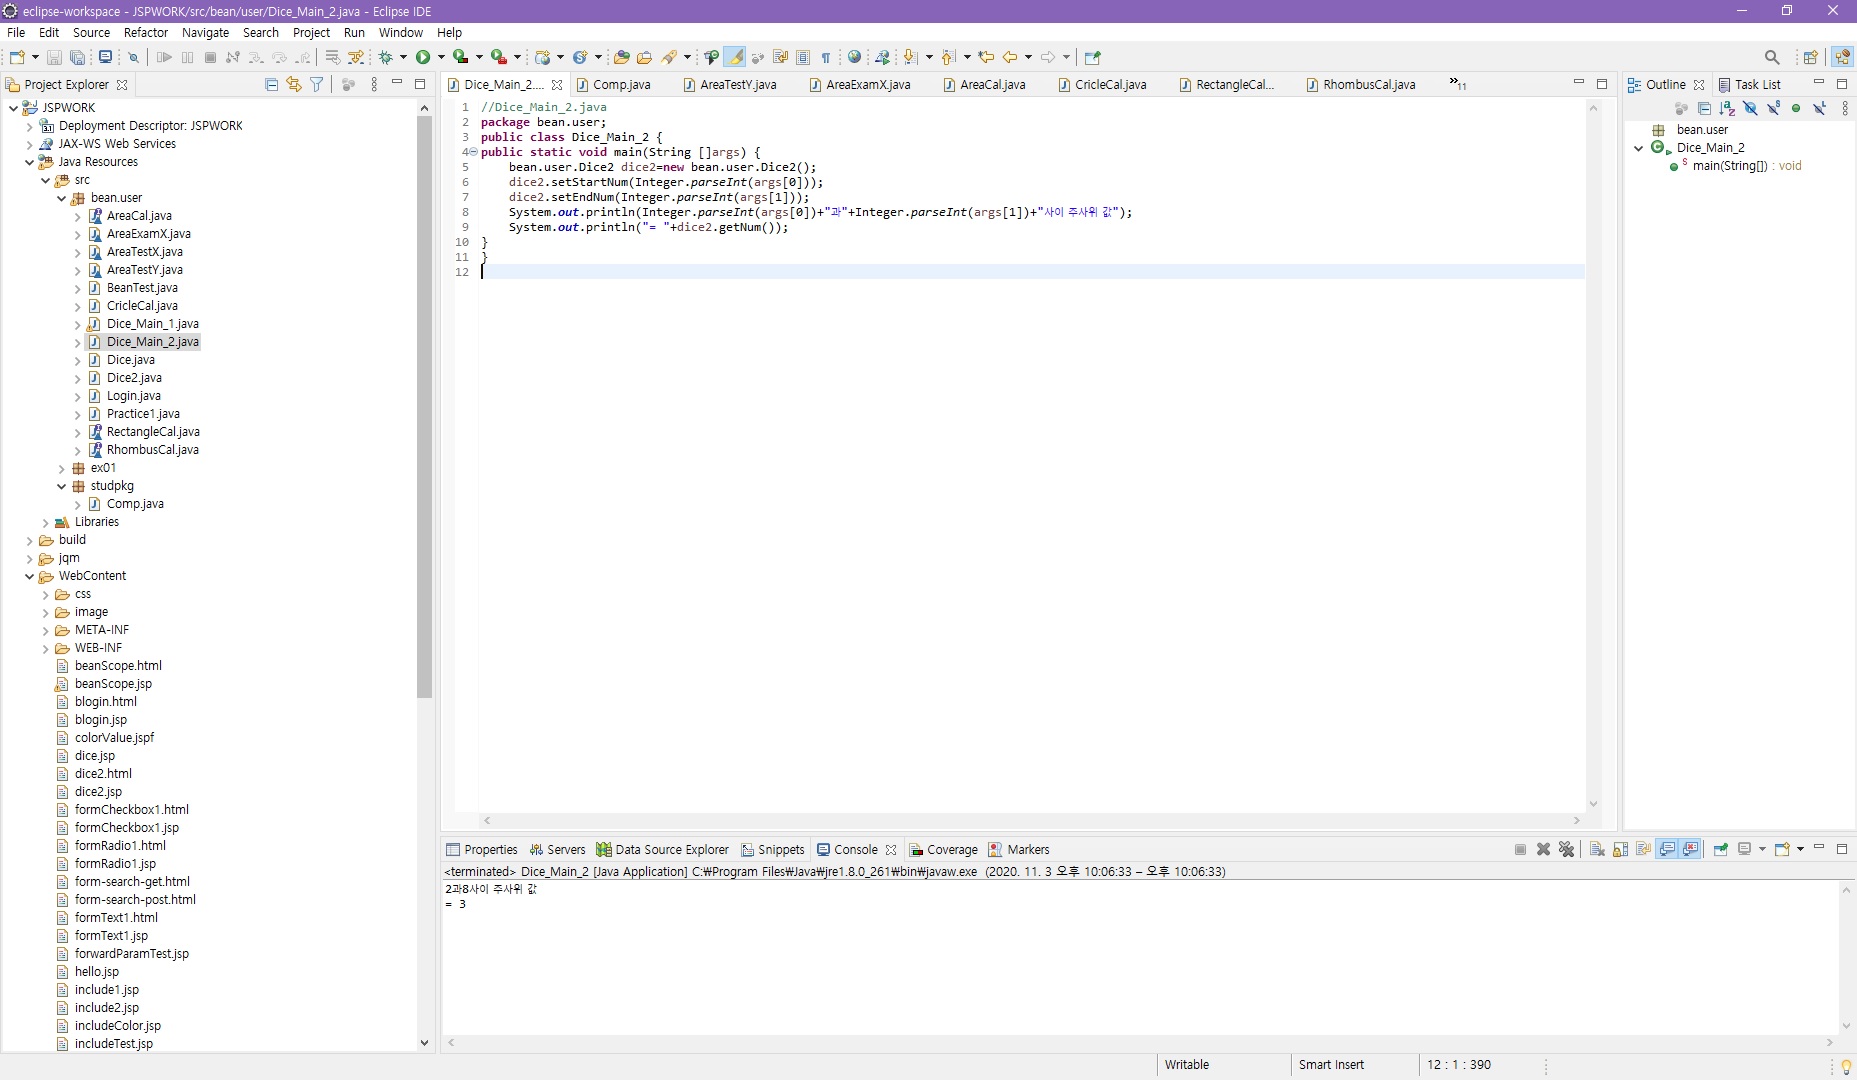 eclipse-workspace - JSPWORK/src/bean/user/Dice_Main_2.java - Eclipse IDE
File Edit Source Refactor Navigate Search Project Run Window Help
Project Explorer
JSPWORK
Deployment Descriptor: JSPWORK
JAX-WS Web Services
Java Resources
src
bean.user
AreaCal.java
AreaExamX.java
AreaTestX.java
AreaTestY.java
BeanTest.java
CricleCal.java
Dice_Main_1.java
Dice_Main_2.java
Dice.java
Dice2.java
Login.java
Practice1.java
RectangleCal.java
RhombusCal.java
ex01
studpkg
Comp.java
Libraries
build
jqm
WebContent
css
image
META-INF
WEB-INF
beanScope.html
beanScope.jsp
blogin.html
blogin.jsp
colorValue.jspf
dice.jsp
dice2.html
dice2.jsp
formCheckbox1.html
formCheckbox1.jsp
formRadio1.html
formRadio1.jsp
form-search-get.html
form-search-post.html
formText1.html
formText1.jsp
forwardParamTest.jsp
hello.jsp
include1.jsp
include2.jsp
includeColor.jsp
includeTest.jsp
Dice_Main_2.... Comp.java AreaTestY.java AreaExamX.java AreaCal.java CricleCal.java RectangleCal... RhombusCal.java »11
1 //Dice_Main_2.java
2 package bean.user;
3 public class Dice_Main_2 {
4 public static void main(String []args) {
5 bean.user.Dice2 dice2=new bean.user.Dice2();
6 dice2.setStartNum(Integer.parseInt(args[0]));
7 dice2.setEndNum(Integer.parseInt(args[1]));
8 System.out.println(Integer.parseInt(args[0])+"과"+Integer.parseInt(args[1])+"사이 주사위 값");
9 System.out.println("= "+dice2.getNum());
10 }
11 }
12
Outline Task List
bean.user
Dice_Main_2
main(String[]) : void
Properties Servers Data Source Explorer Snippets Console Coverage Markers
<terminated> Dice_Main_2 [Java Application] C:₩Program Files₩Java₩jre1.8.0_261₩bin₩javaw.exe (2020. 11. 3 오후 10:06:33 – 오후 10:06:33)
2과8사이 주사위 값
= 3
Writable Smart Insert 12 : 1 : 390